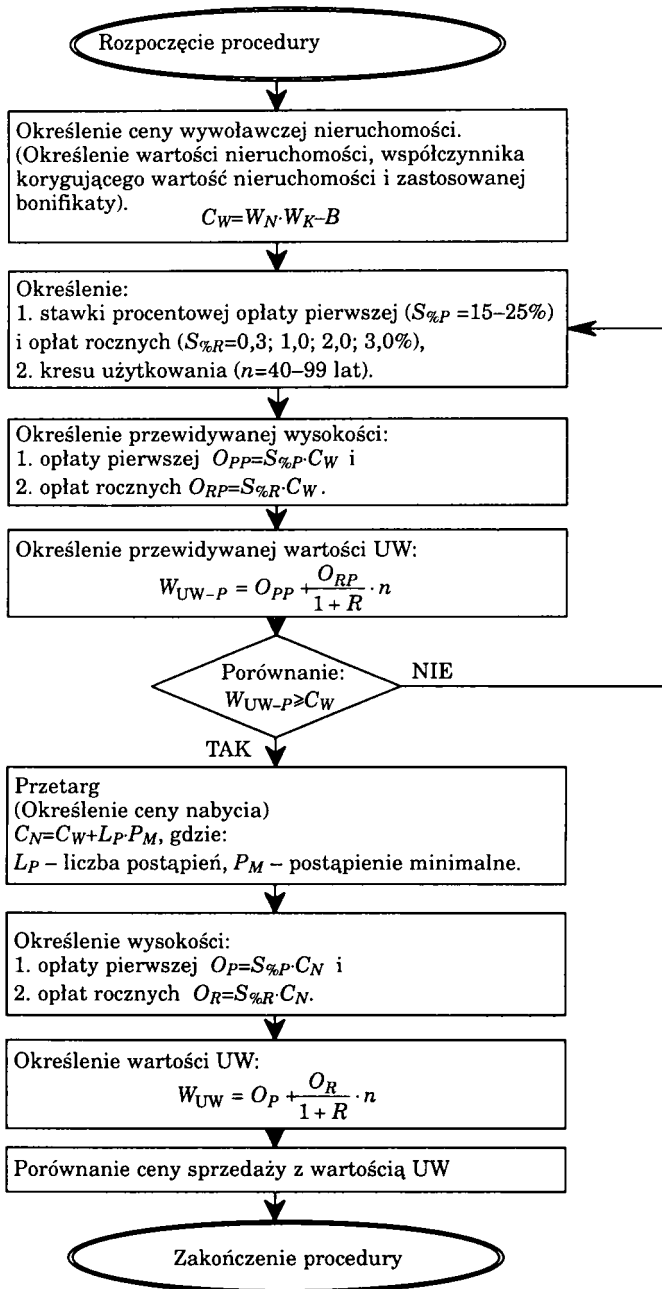 Rozpoczęcie procedury
Określenie ceny wywoławczej nieruchomości.
(Określenie wartości nieruchomości, współczynnika
korygującego wartość nieruchomości i zastosowanej
bonifikaty).
C_W=W_N·W_K–B
Określenie:
1. stawki procentowej opłaty pierwszej (S_%P =15–25%)
i opłat rocznych (S_%R=0,3; 1,0; 2,0; 3,0%),
2. kresu użytkowania (n=40–99 lat).
Określenie przewidywanej wysokości:
1. opłaty pierwszej O_PP=S_%P·C_W i
2. opłat rocznych O_RP=S_%R·C_W.
Określenie przewidywanej wartości UW:
W_UW–P = O_PP + O_RP / (1 + R) · n
Porównanie:
W_UW–P⩾C_W
NIE
TAK
Przetarg
(Określenie ceny nabycia)
C_N=C_W+L_P·P_M, gdzie:
L_P – liczba postąpień, P_M – postąpienie minimalne.
Określenie wysokości:
1. opłaty pierwszej O_P=S_%P·C_N i
2. opłat rocznych O_R=S_%R·C_N.
Określenie wartości UW:
W_UW = O_P + O_R / (1 + R) · n
Porównanie ceny sprzedaży z wartością UW
Zakończenie procedury